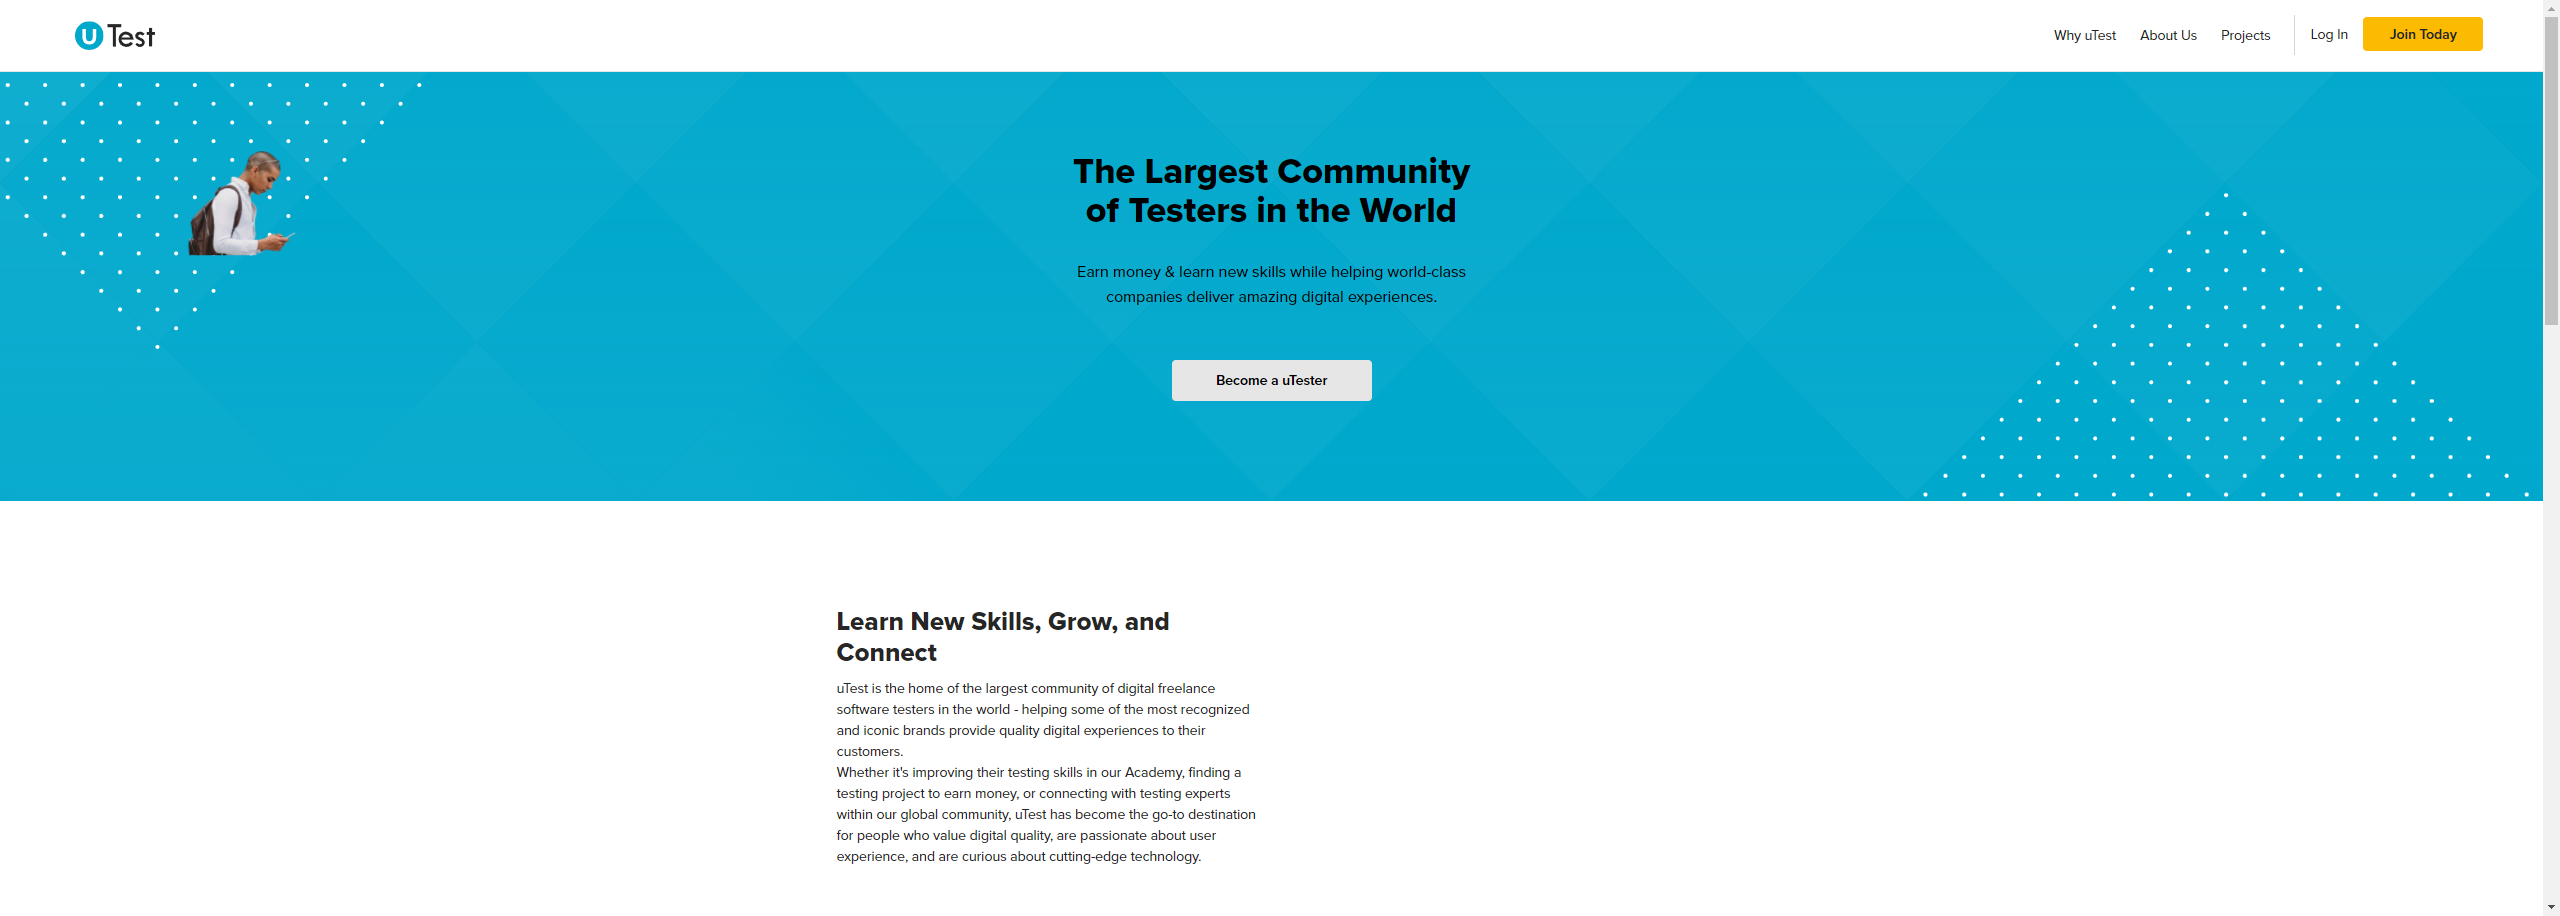 uTest
Why uTest
About Us
Projects
Log In
Join Today
The Largest Community
of Testers in the World
Earn money & learn new skills while helping world-class
companies deliver amazing digital experiences.
Become a uTester
Learn New Skills, Grow, and
Connect
uTest is the home of the largest community of digital freelance
software testers in the world - helping some of the most recognized
and iconic brands provide quality digital experiences to their
customers.
Whether it's improving their testing skills in our Academy, finding a
testing project to earn money, or connecting with testing experts
within our global community, uTest has become the go-to destination
for people who value digital quality, are passionate about user
experience, and are curious about cutting-edge technology.